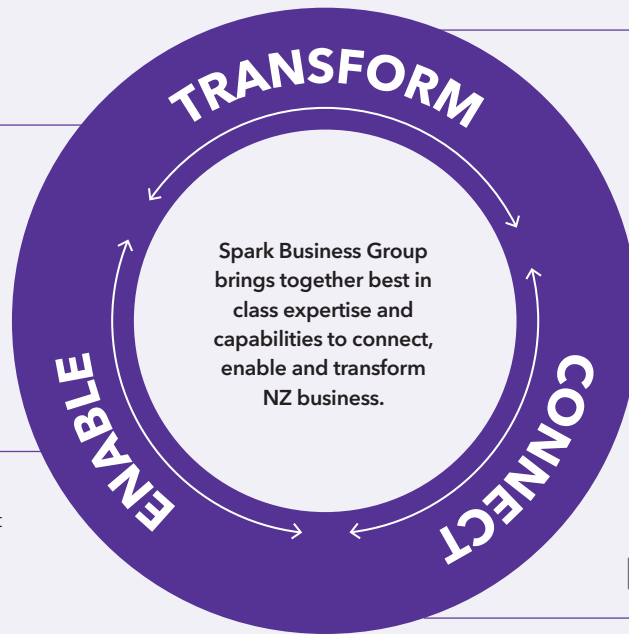 TRANSFORM
Spark Business Group
brings together best in
class expertise and
capabilities to connect,
enable and transform
NZ business.
ENABLE
CONNECT